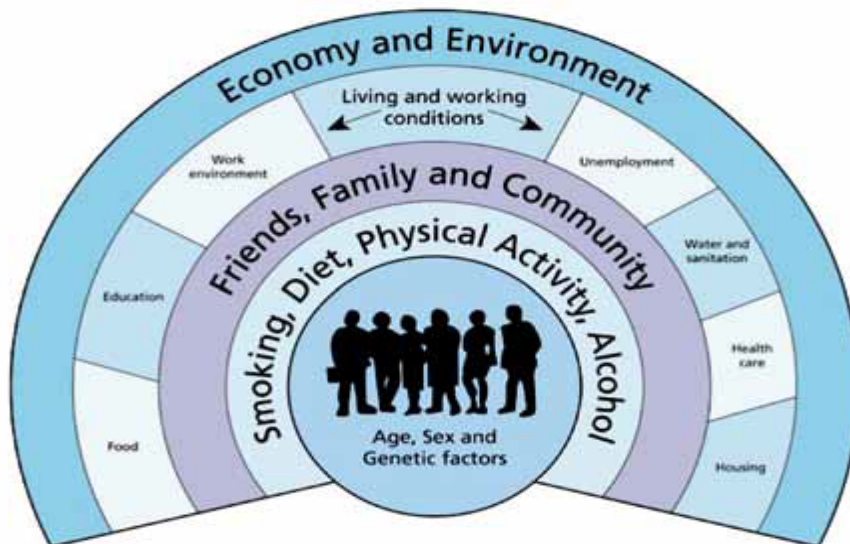 Economy and Environment
Living and working
conditions
Work
environment
Unemployment
Friends, Family and Community
Water and
sanitation
Smoking, Diet, Physical Activity, Alcohol
Education
Health
care
Age, Sex and
Genetic factors
Food
Housing